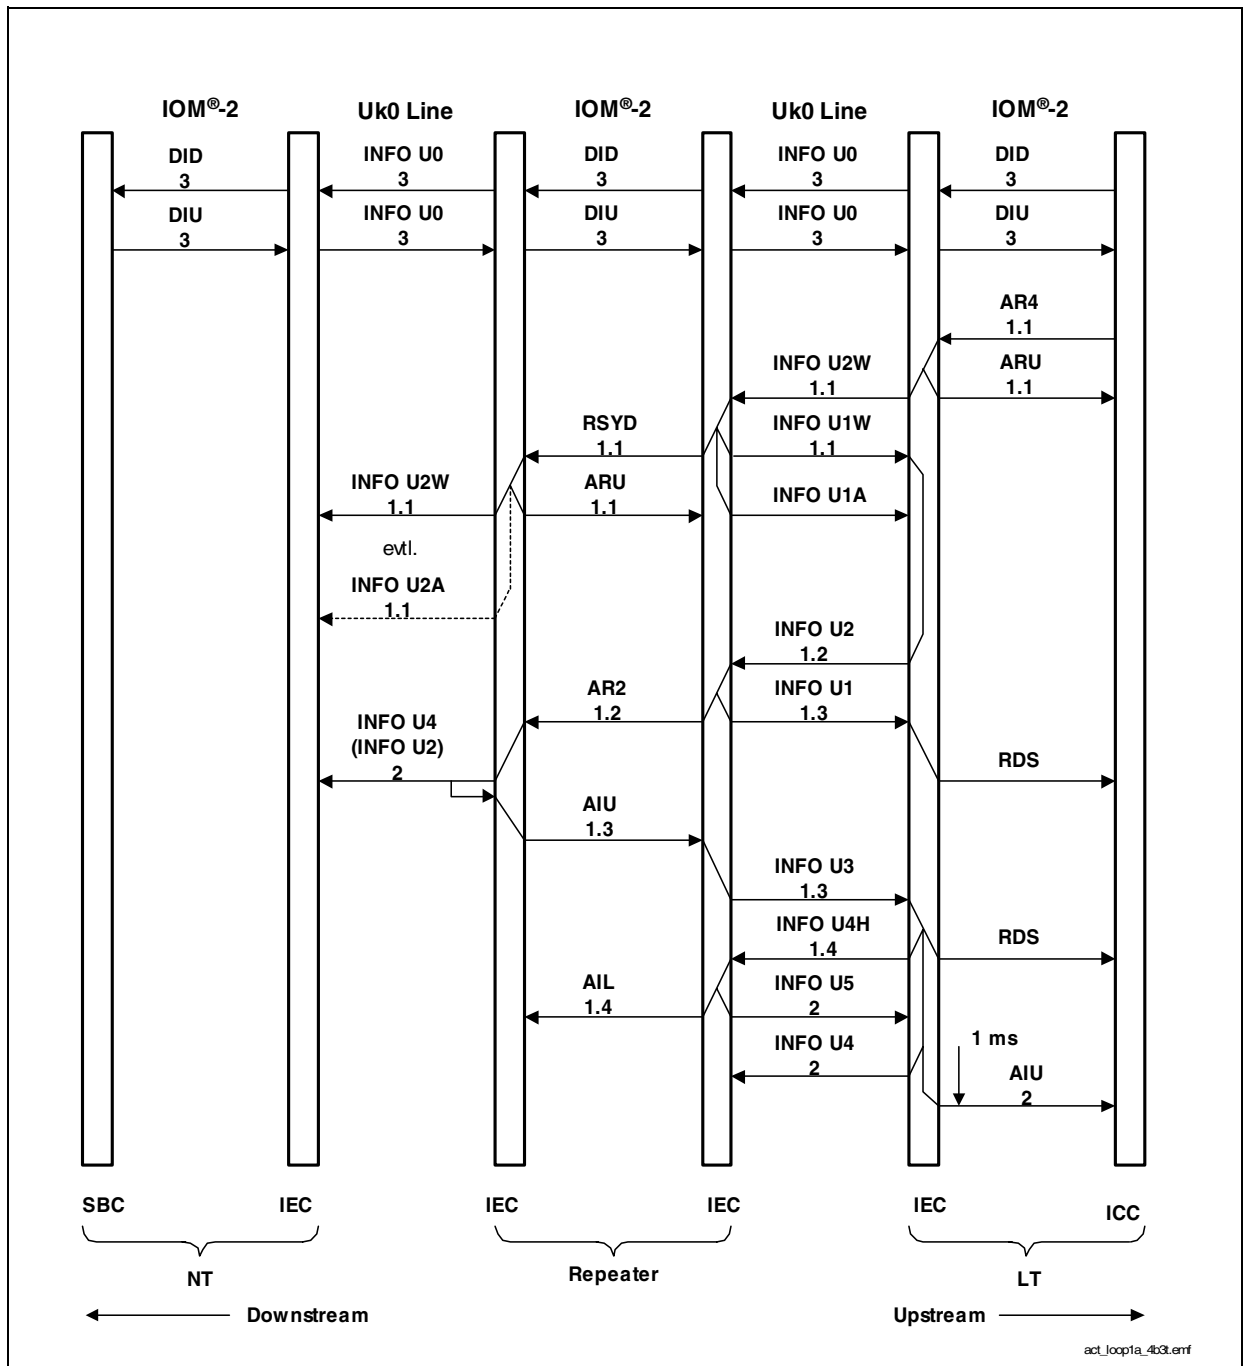 IOM®-2 Uk0 Line IOM®-2 Uk0 Line IOM®-2
DID INFO U0 DID INFO U0 DID
3 3 3 3 3
DIU INFO U0 DIU INFO U0 DIU
3 3 3 3 3
AR4
1.1
INFO U2W ARU
1.1 1.1
RSYD INFO U1W
1.1 1.1
INFO U2W ARU INFO U1A
1.1 1.1
evtl.
INFO U2A
1.1
INFO U2
1.2
AR2 INFO U1
1.2 1.3
INFO U4
(INFO U2) RDS
2
AIU
1.3
INFO U3
1.3
INFO U4H RDS
1.4
AIL INFO U5
1.4 2
INFO U4 1 ms
2 AIU
2
SBC IEC IEC IEC IEC ICC
NT Repeater LT
Downstream Upstream
act_loop1a_4b3t.emf